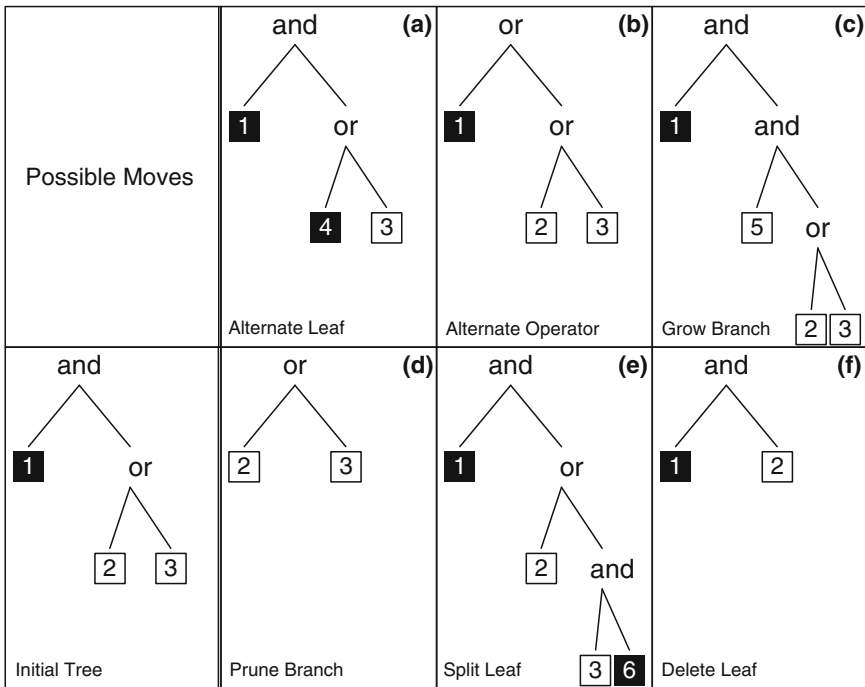 Possible Moves
and (a)
1 or
4 3
Alternate Leaf
or (b)
1 or
2 3
Alternate Operator
and (c)
1 and
5 or
2 3
Grow Branch
and
1 or
2 3
Initial Tree
or (d)
2 3
Prune Branch
and (e)
1 or
2 and
3 6
Split Leaf
and (f)
1 2
Delete Leaf